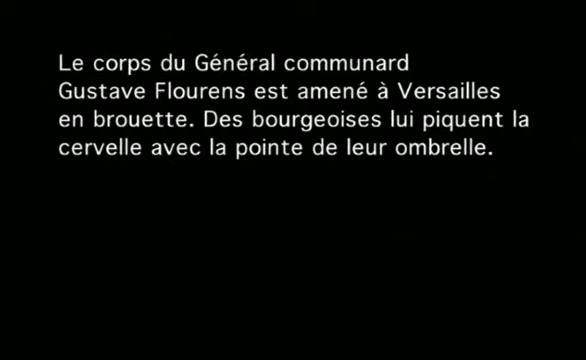 Le corps du Général communard
Gustave Flourens est amené à Versailles
en brouette. Des bourgeoises lui piquent la
cervelle avec la pointe de leur ombrelle.